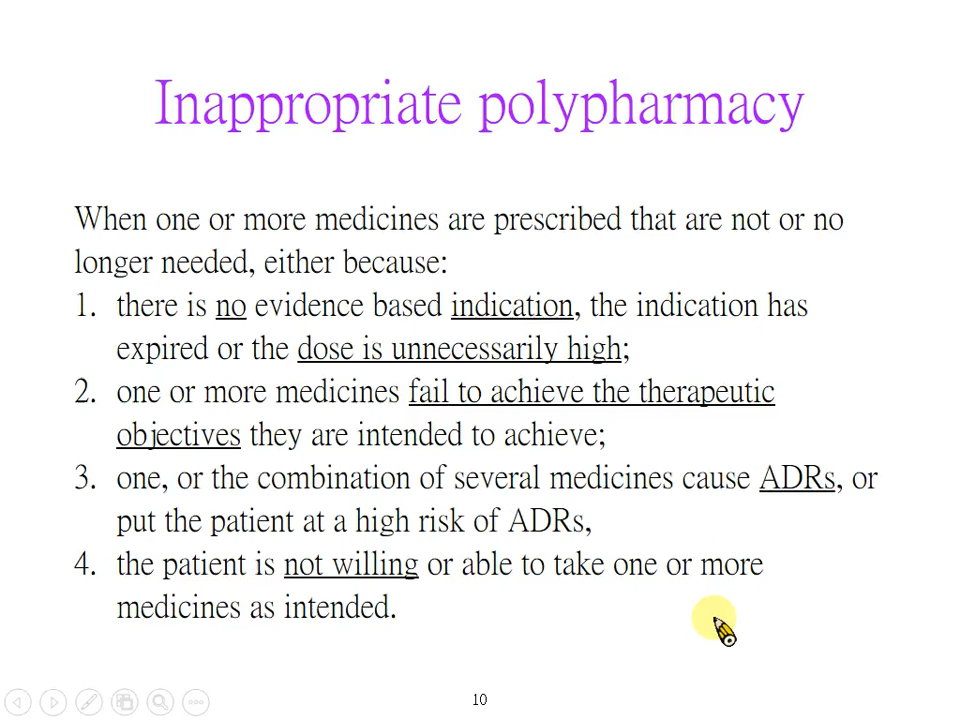 Inappropriate polypharmacy
When one or more medicines are prescribed that are not or no
longer needed, either because:
1. there is no evidence based indication, the indication has
expired or the dose is unnecessarily high;
2. one or more medicines fail to achieve the therapeutic
objectives they are intended to achieve;
3. one, or the combination of several medicines cause ADRs, or
put the patient at a high risk of ADRs,
4. the patient is not willing or able to take one or more
medicines as intended.
10